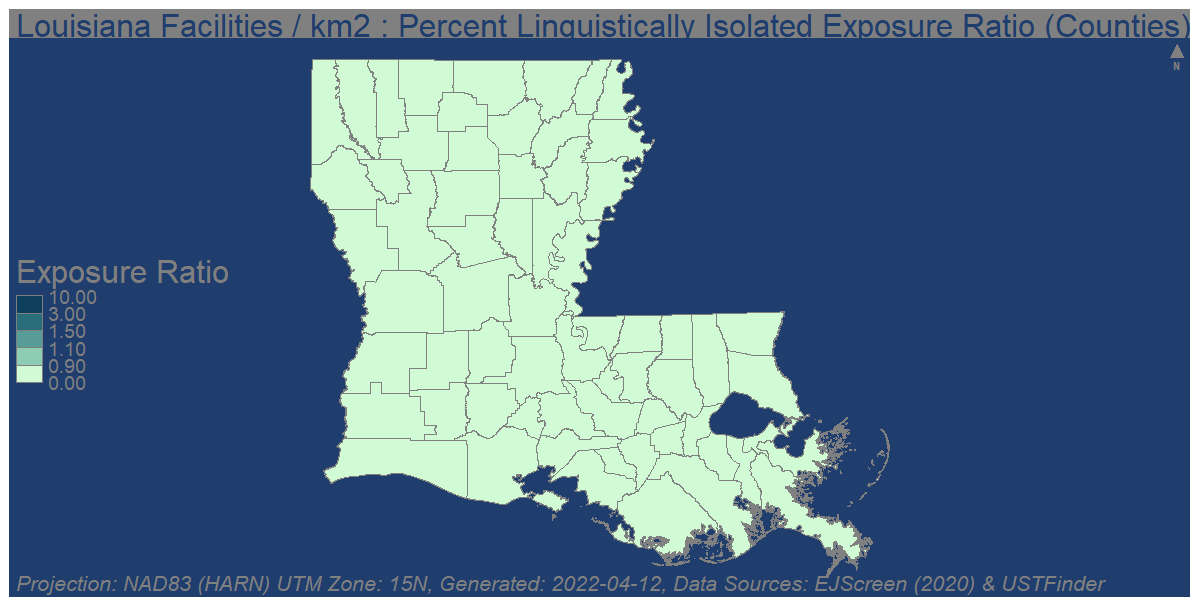 Louisiana Facilities / km2 : Percent Linguistically Isolated Exposure Ratio (Counties)
N
Exposure Ratio
10.00
3.00
1.50
1.10
0.90
0.00
Projection: NAD83 (HARN) UTM Zone: 15N, Generated: 2022-04-12, Data Sources: EJScreen (2020) & USTFinder